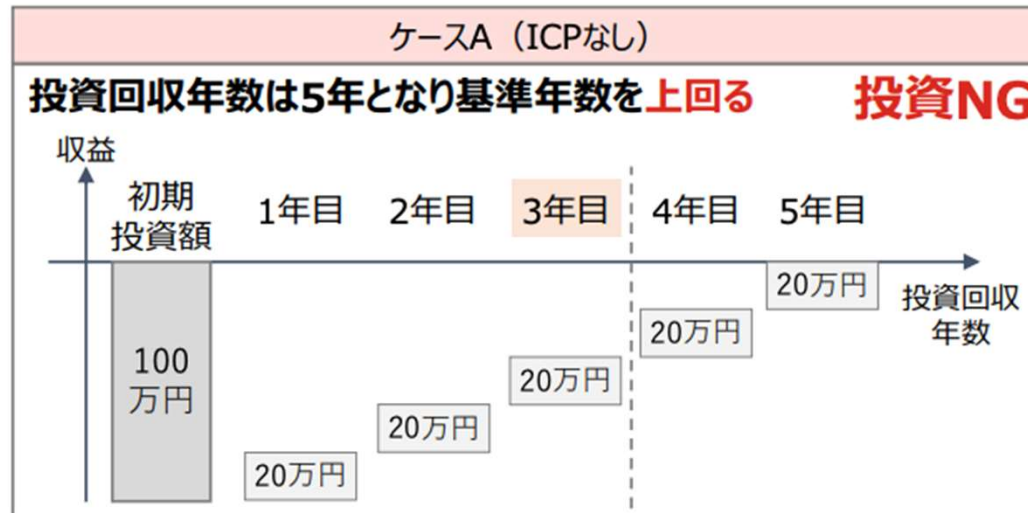 ケースA（ICPなし）
投資回収年数は5年となり基準年数を上回る
投資NG
収益
初期
投資額
1年目
2年目
3年目
4年目
5年目
100
万円
20万円
20万円
20万円
20万円
20万円
投資回収
年数